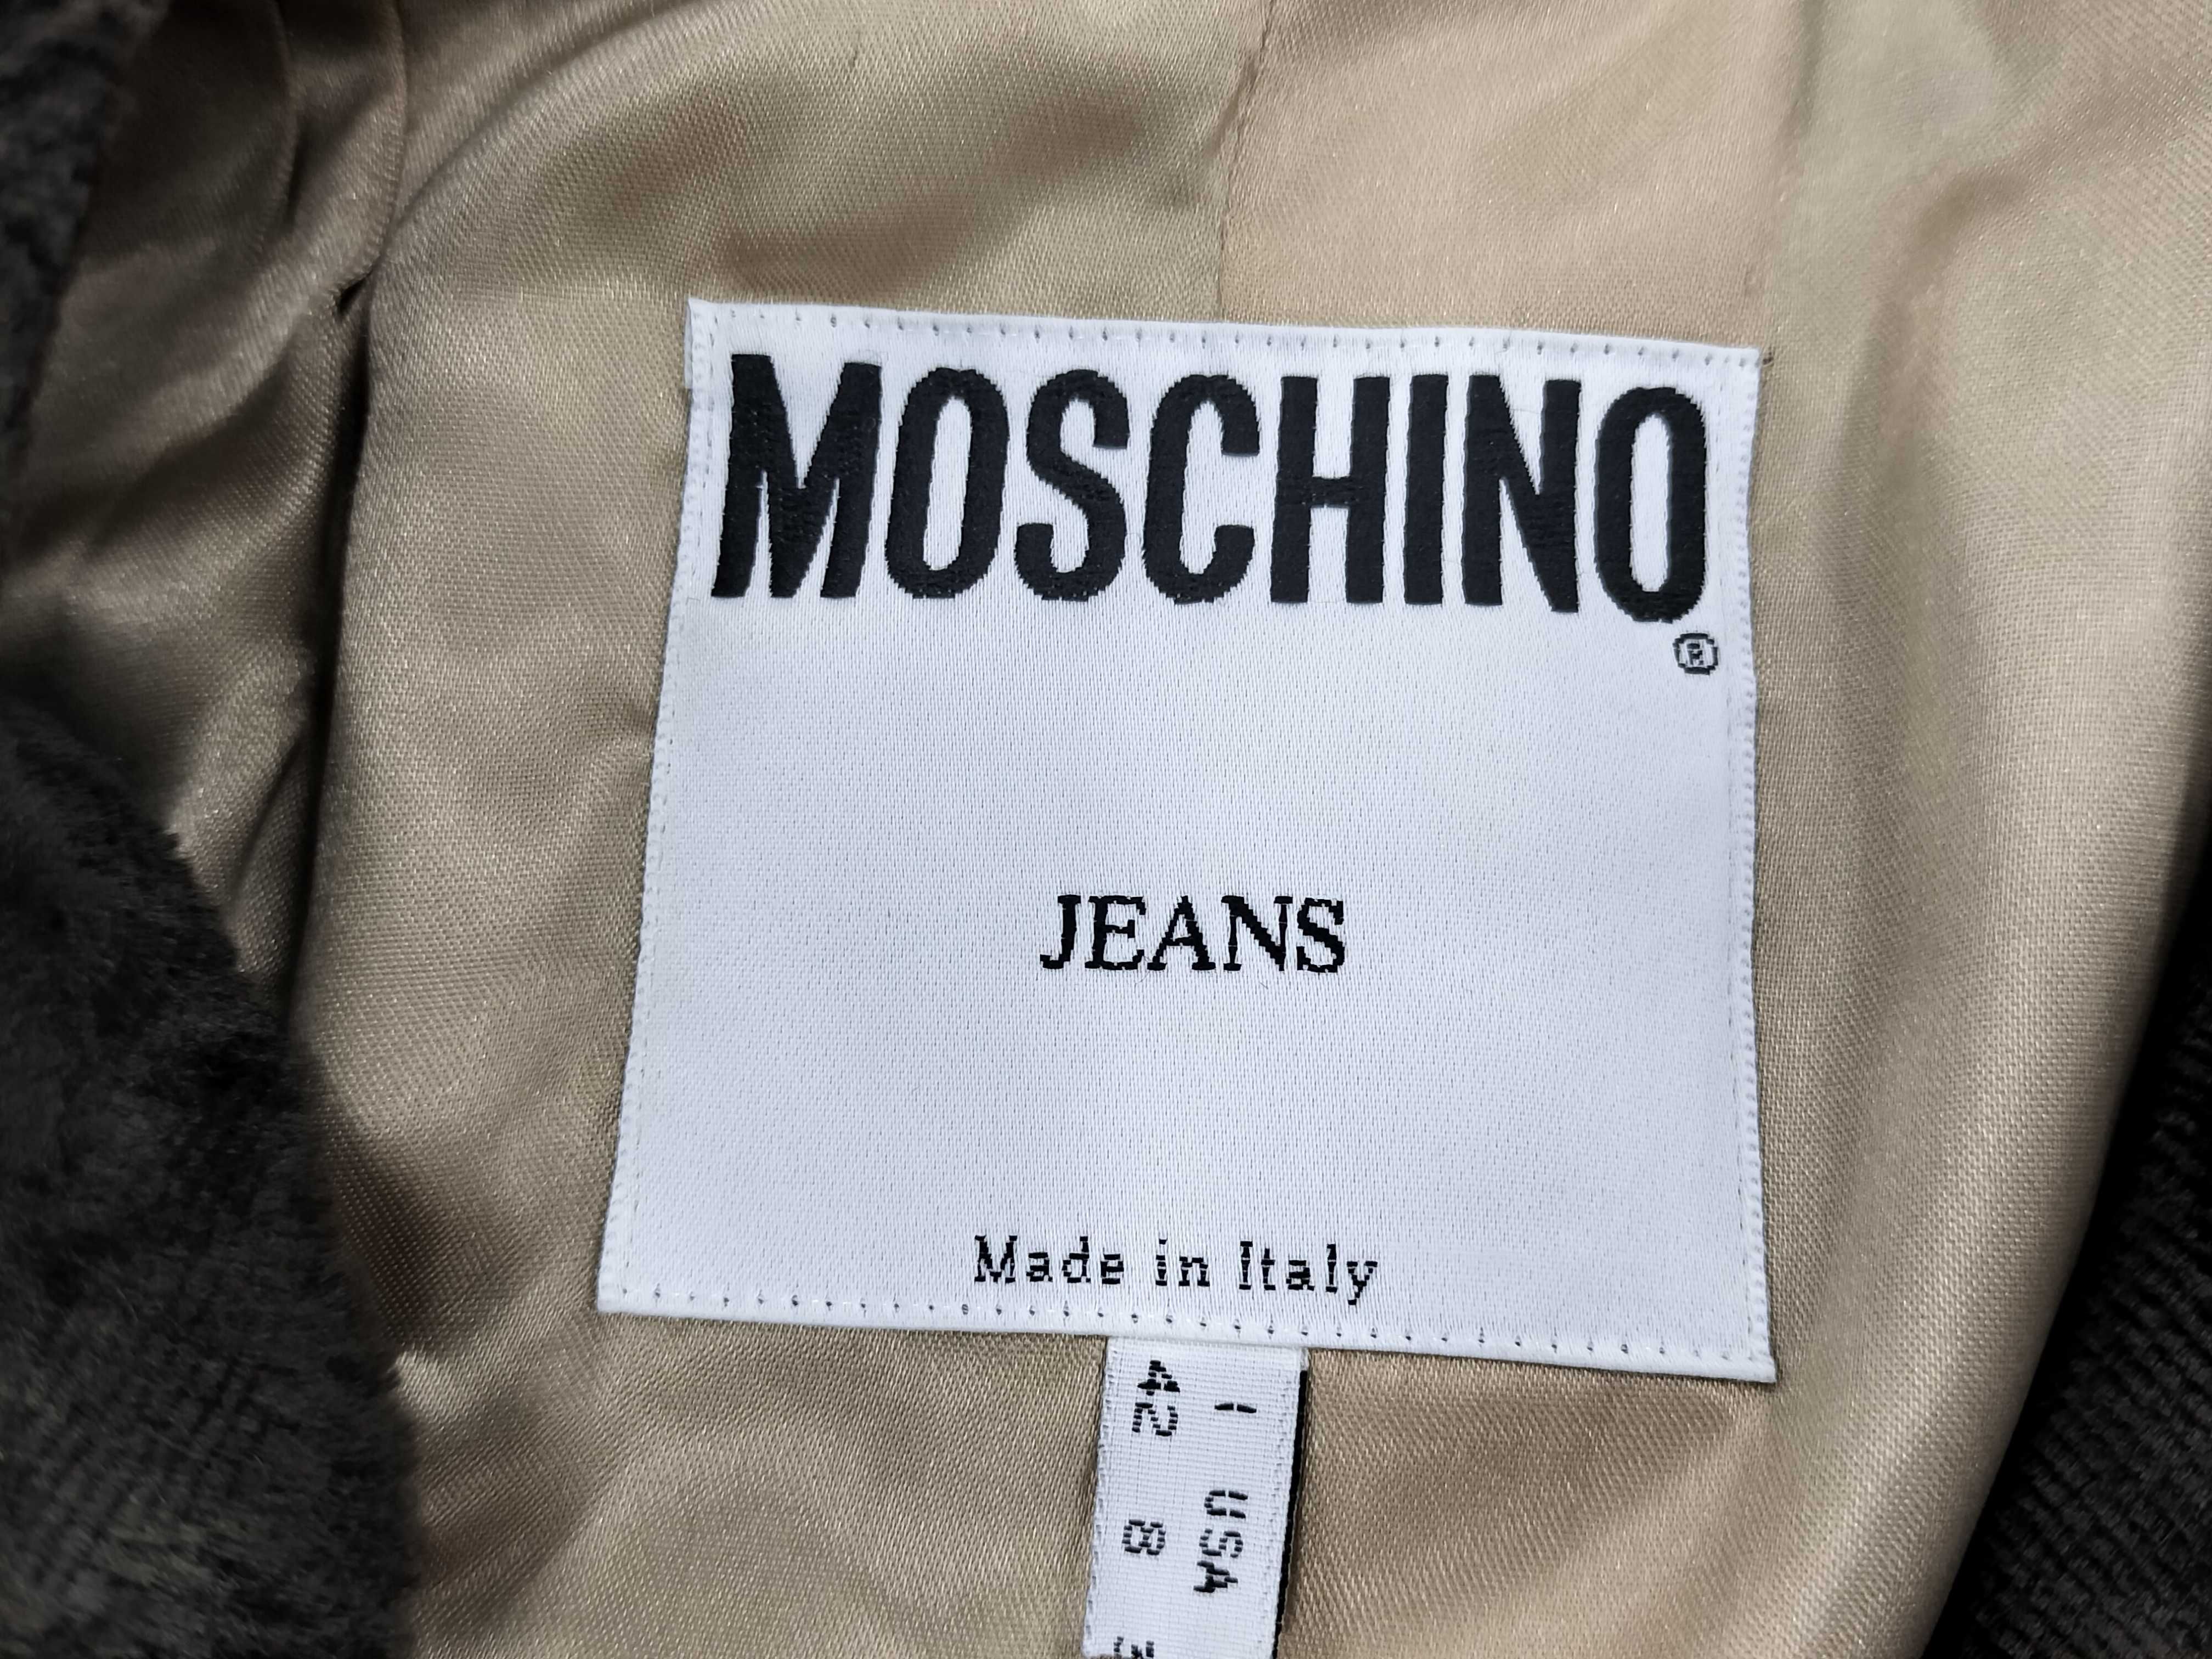 MOSCHINO
®
JEANS
Made in Italy
I USA
42 8